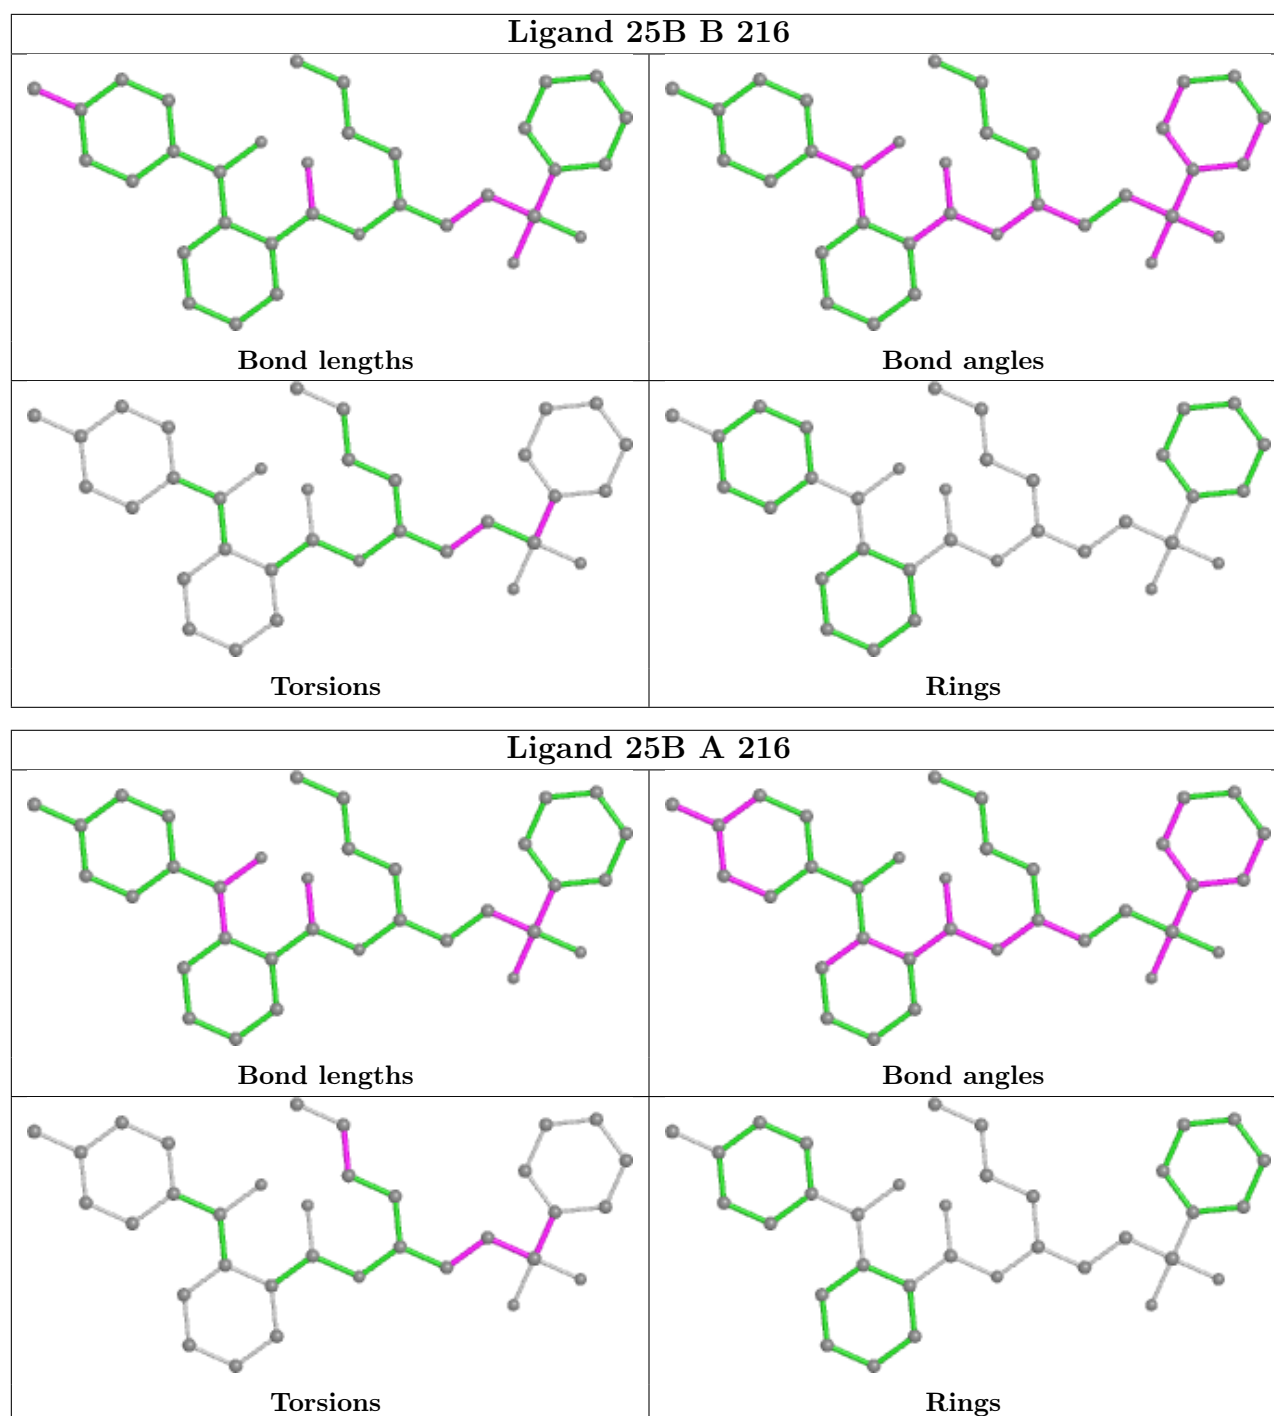 Ligand 25B B 216
Bond lengths
Bond angles
Torsions
Rings
Ligand 25B A 216
Bond lengths
Bond angles
Torsions
Rings